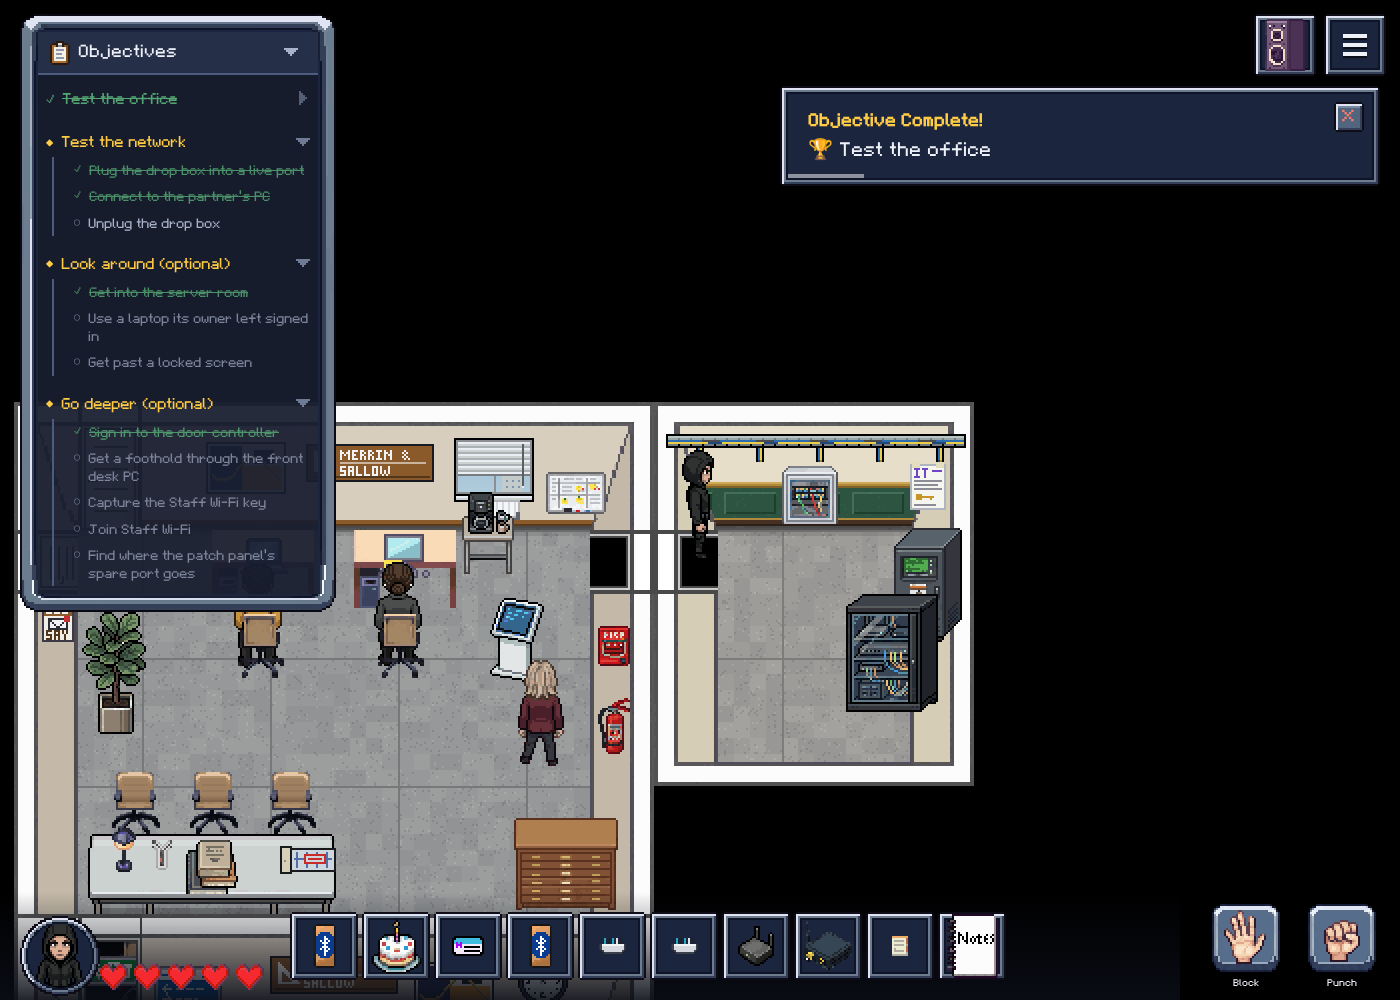 Objectives
Test the office
Test the network
Plug the drop box into a live port
Connect to the partner's PC
Unplug the drop box
Look around (optional)
Get into the server room
Use a laptop its owner left signed
in
Get past a locked screen
Go deeper (optional)
Sign in to the door controller
Get a foothold through the front
desk PC
Capture the Staff Wi-Fi key
Join Staff Wi-Fi
Find where the patch panel's
spare port goes
Objective Complete!
🏆 Test the office
MERRIN &
SALLOW
IT
SALLOW
Notes
Block
Punch